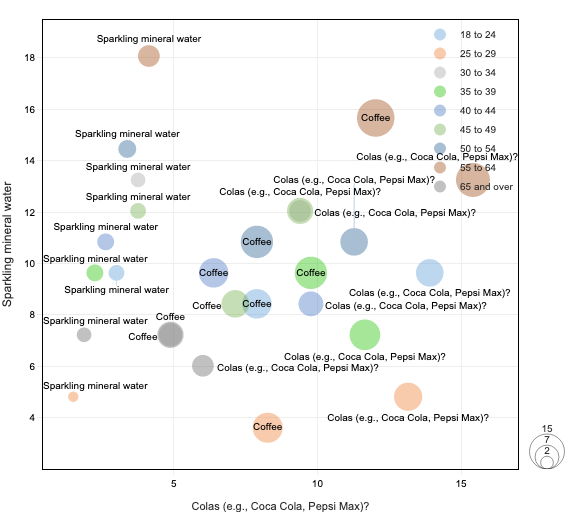 Sparkling mineral water
18 to 24
25 to 29
30 to 34
35 to 39
40 to 44
45 to 49
50 to 54
55 to 64
65 and over
18
16
14
12
10
8
6
4
Sparkling mineral water
Coffee
Sparkling mineral water
Colas (e.g., Coca Cola, Pepsi Max)?
Sparkling mineral water
Colas (e.g., Coca Cola, Pepsi Max)?
Colas (e.g., Coca Cola, Pepsi Max)?
Sparkling mineral water
Colas (e.g., Coca Cola, Pepsi Max)?
Sparkling mineral water
Coffee
Sparkling mineral water
Coffee
Coffee
Sparkling mineral water
Colas (e.g., Coca Cola, Pepsi Max)?
Coffee
Coffee
Colas (e.g., Coca Cola, Pepsi Max)?
Sparkling mineral water
Coffee
Coffee
Colas (e.g., Coca Cola, Pepsi Max)?
Colas (e.g., Coca Cola, Pepsi Max)?
Sparkling mineral water
Colas (e.g., Coca Cola, Pepsi Max)?
Coffee
15
7
2
5
10
15
Colas (e.g., Coca Cola, Pepsi Max)?